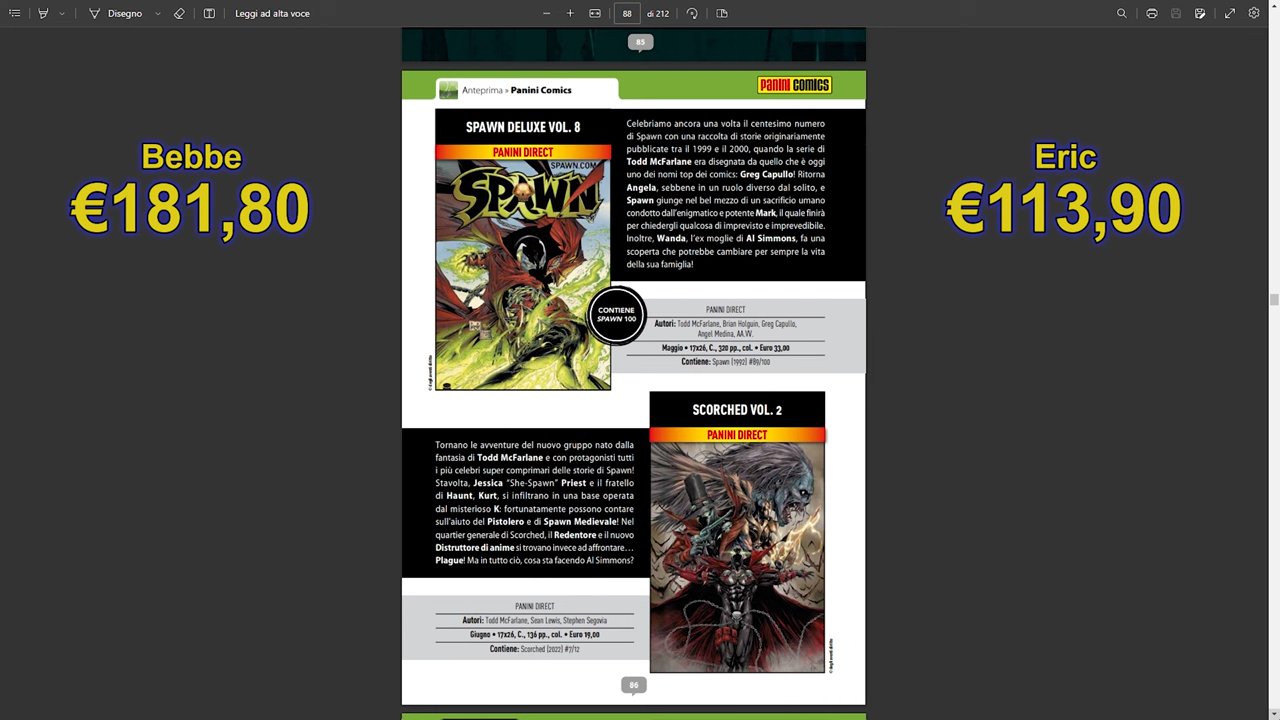 Disegno
Leggi ad alta voce
88
di 212
85
Anteprima » Panini Comics
PANINI COMICS
Bebbe
€181,80
Eric
€113,90
SPAWN DELUXE VOL. 8
PANINI DIRECT
SPAWN.COM
SPAWN
CONTIENE
SPAWN 100
Celebriamo ancora una volta il centesimo numero
di Spawn con una raccolta di storie originariamente
pubblicate tra il 1999 e il 2000, quando la serie di
Todd McFarlane era disegnata da quello che è oggi
uno dei nomi top dei comics: Greg Capullo! Ritorna
Angela, sebbene in un ruolo diverso dal solito, e
Spawn giunge nel bel mezzo di un sacrificio umano
condotto dall'enigmatico e potente Mark, il quale finirà
per chiedergli qualcosa di imprevisto e imprevedibile.
Inoltre, Wanda, l'ex moglie di Al Simmons, fa una
scoperta che potrebbe cambiare per sempre la vita
della sua famiglia!
PANINI DIRECT
Autori: Todd McFarlane, Brian Holguin, Greg Capullo,
Angel Medina, AA.VV.
Maggio • 17x26, C., 320 pp., col. • Euro 33,00
Contiene: Spawn (1992) #89/100
SCORCHED VOL. 2
PANINI DIRECT
Tornano le avventure del nuovo gruppo nato dalla
fantasia di Todd McFarlane e con protagonisti tutti
i più celebri super comprimari delle storie di Spawn!
Stavolta, Jessica "She-Spawn" Priest e il fratello
di Haunt, Kurt, si infiltrano in una base operata
dal misterioso K: fortunatamente possono contare
sull'aiuto del Pistolero e di Spawn Medievale! Nel
quartier generale di Scorched, il Redentore e il nuovo
Distruttore di anime si trovano invece ad affrontare…
Plague! Ma in tutto ciò, cosa sta facendo Al Simmons?
PANINI DIRECT
Autori: Todd McFarlane, Sean Lewis, Stephen Segovia
Giugno • 17x26, C., 136 pp., col. • Euro 19,00
Contiene: Scorched (2022) #7/12
© degli aventi diritto
© degli aventi diritto
86